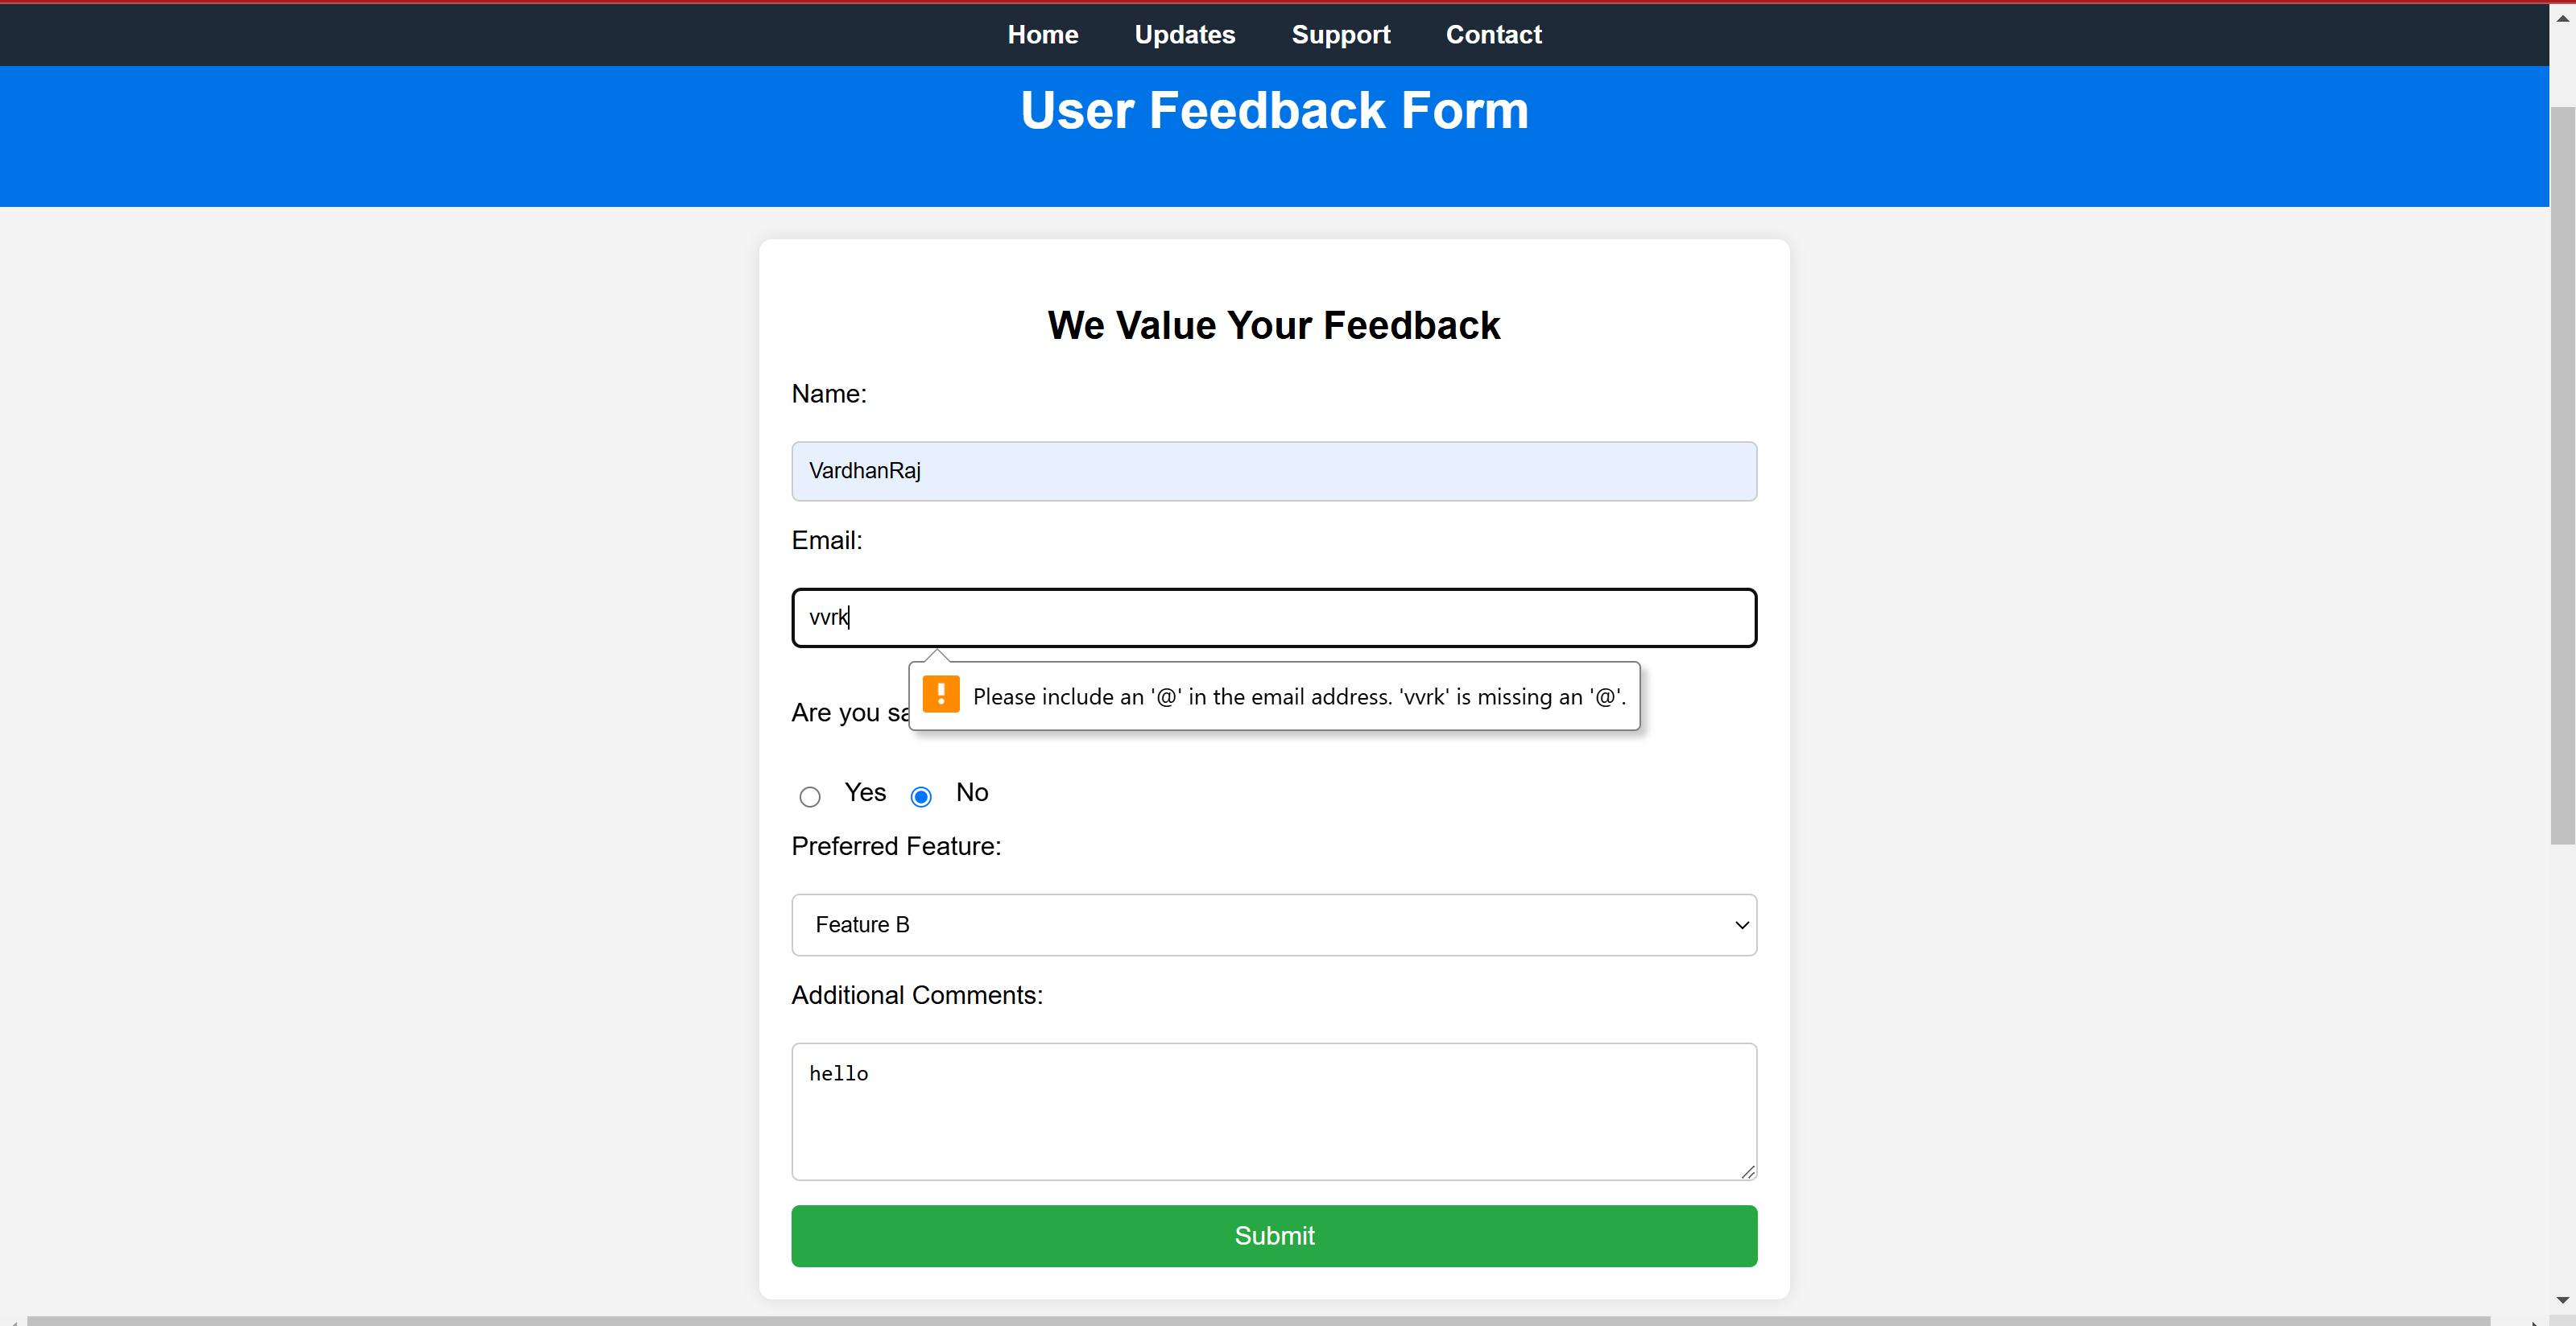 Home Updates Support Contact
User Feedback Form
We Value Your Feedback
Name:
VardhanRaj
Email:
vvrk
Please include an '@' in the email address. 'vvrk' is missing an '@'.
Are you
Yes No
Preferred Feature:
Feature B
Additional Comments:
hello
Submit